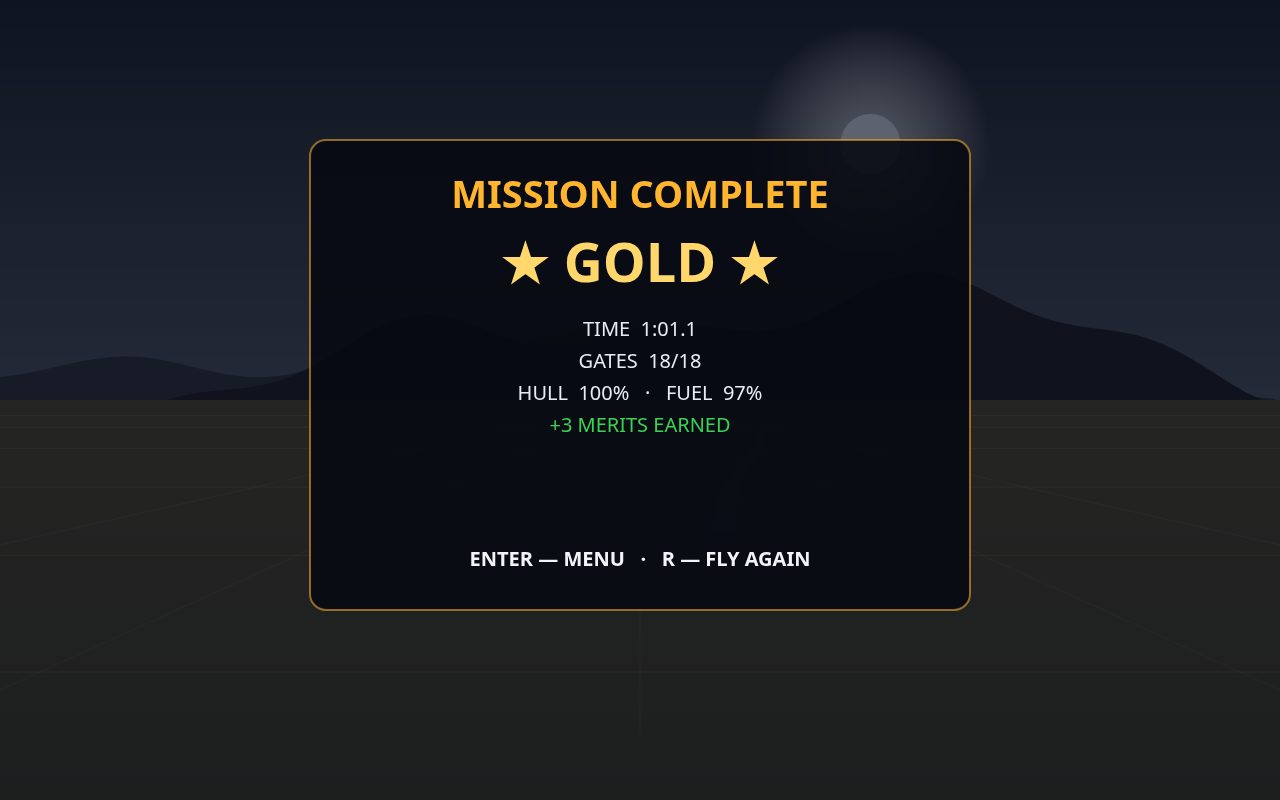 MISSION COMPLETE
★ GOLD ★
TIME 1:01.1
GATES 18/18
HULL 100% · FUEL 97%
+3 MERITS EARNED
ENTER — MENU · R — FLY AGAIN